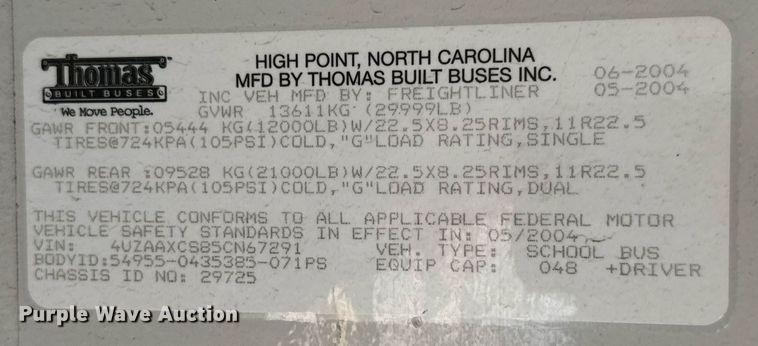 Thomas
BUILT BUSES
We Move People.
HIGH POINT, NORTH CAROLINA
MFD BY THOMAS BUILT BUSES INC. 06-2004
INC VEH MFD BY: FREIGHTLINER 05-2004
GVWR 13611KG (29999LB)
GAWR FRONT:05444 KG(12000LB)W/22.5X8.25RIMS,11R22.5
TIRES@724KPA(105PSI)COLD,"G"LOAD RATING,SINGLE
GAWR REAR :09528 KG(21000LB)W/22.5X8.25RIMS,11R22.5
TIRES@724KPA(105PSI)COLD,"G"LOAD RATING,DUAL
THIS VEHICLE CONFORMS TO ALL APPLICABLE FEDERAL MOTOR
VEHICLE SAFETY STANDARDS IN EFFECT IN: 05/2004
VIN: 4UZAAXCS85CN67291 VEH. TYPE: SCHOOL BUS
BODYID:54955-0435385-071PS EQUIP CAP: 048 +DRIVER
CHASSIS ID NO: 29725
Purple Wave Auction